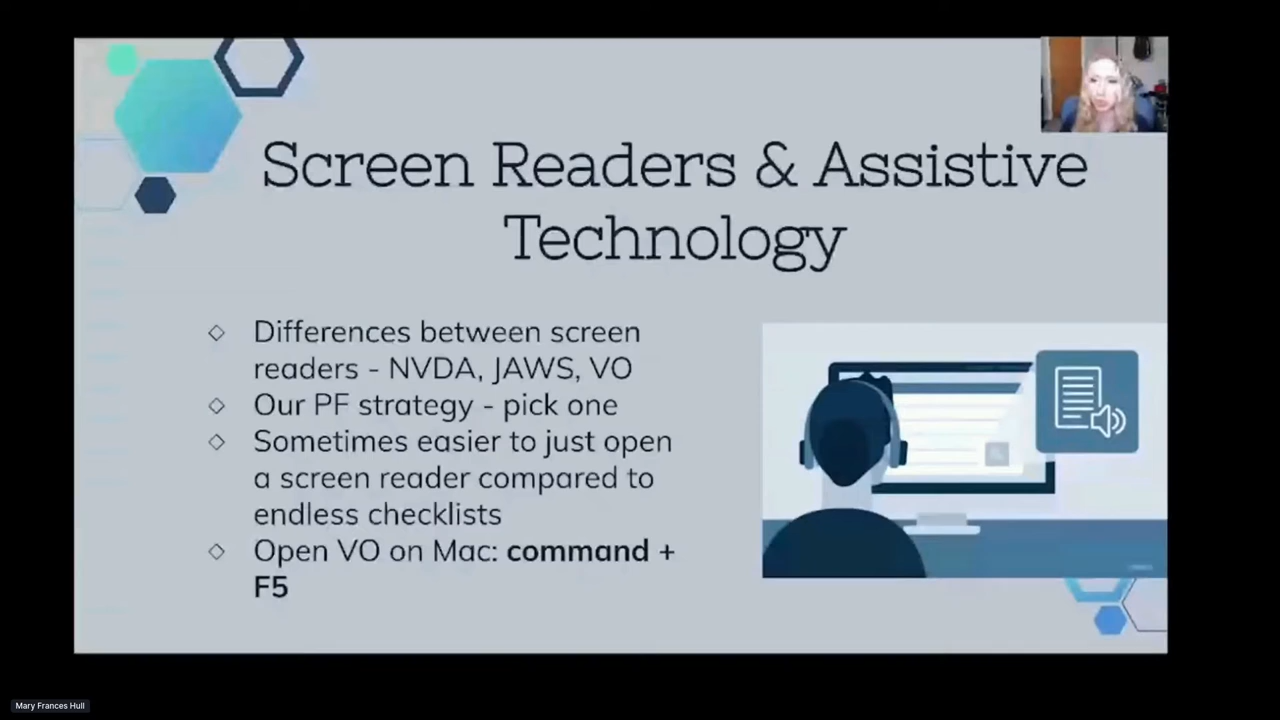 Screen Readers & Assistive
Technology
Differences between screen
readers - NVDA, JAWS, VO
Our PF strategy - pick one
Sometimes easier to just open
a screen reader compared to
endless checklists
Open VO on Mac: command +
F5
Mary Frances Hull